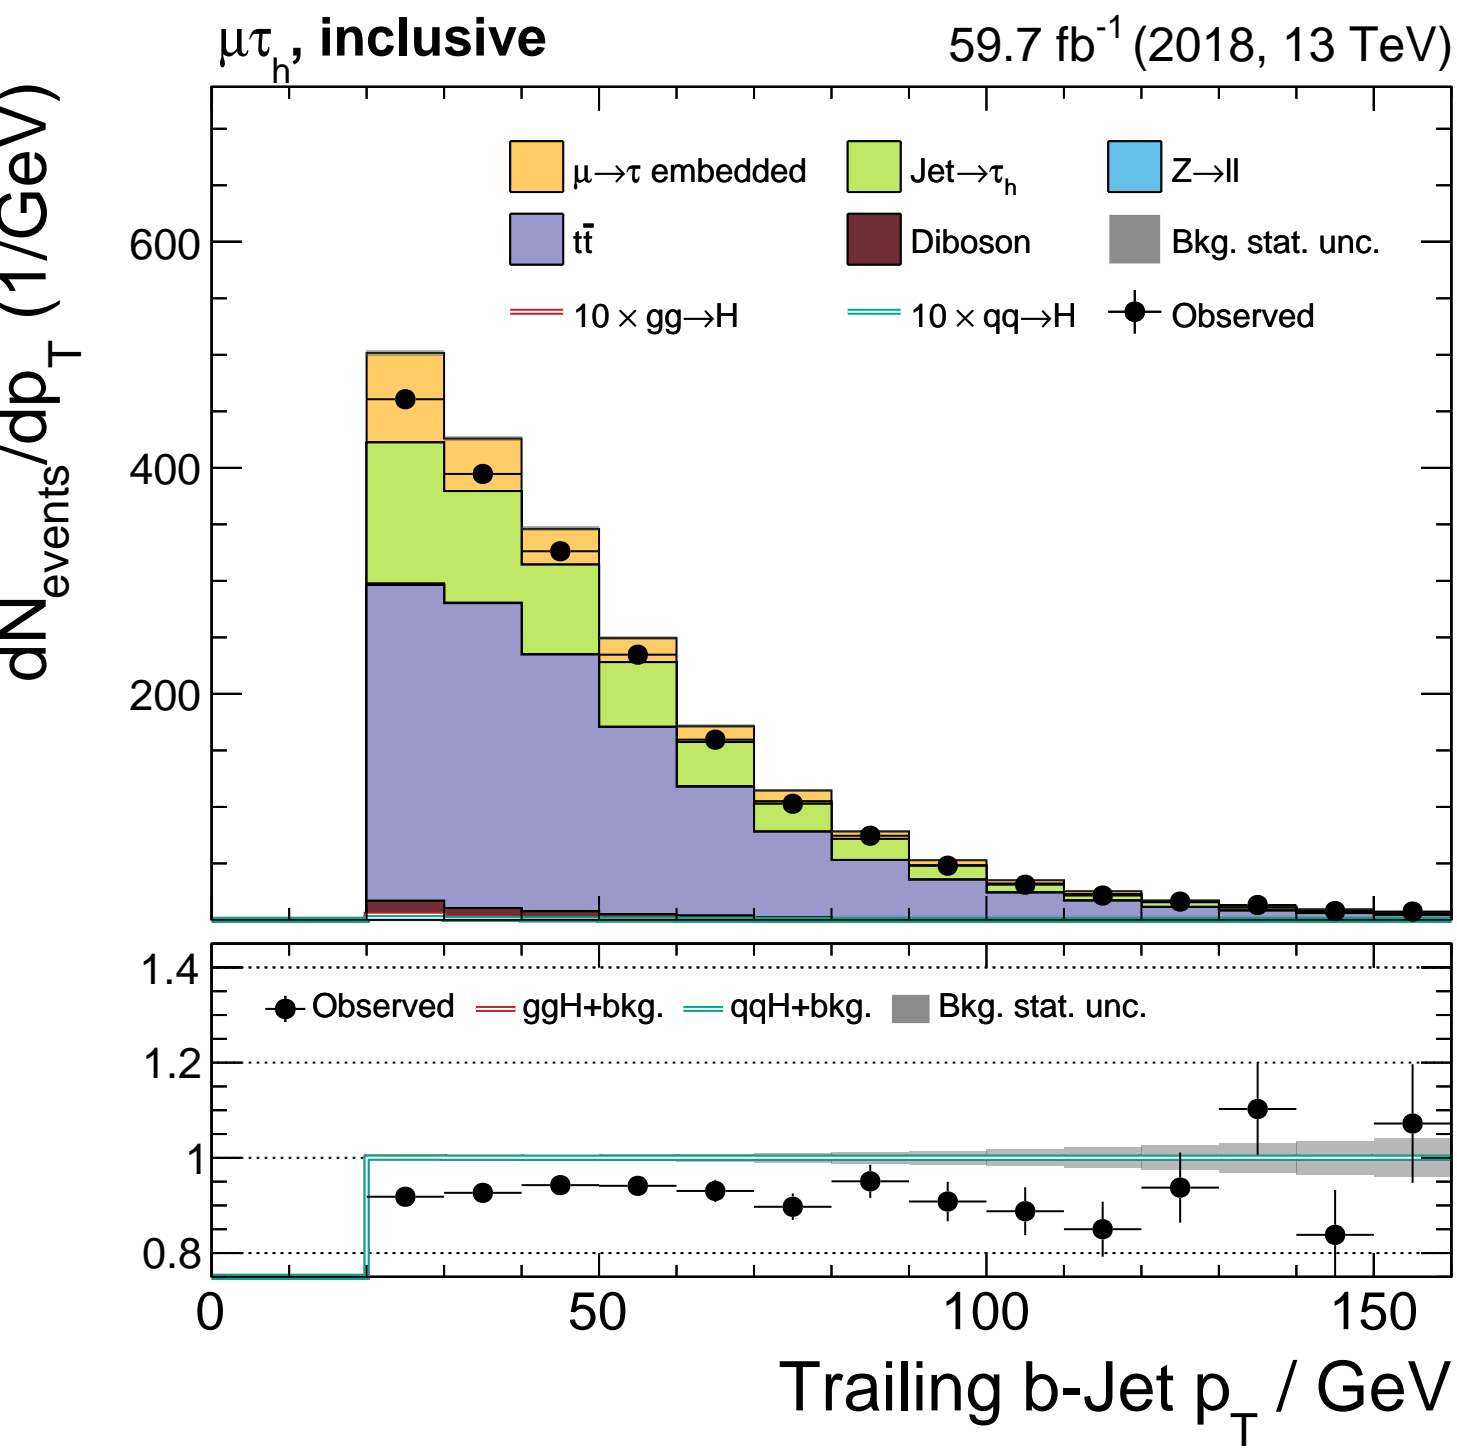 μτh, inclusive
59.7 fb-1 (2018, 13 TeV)
dNevents/dpT (1/GeV)
μ→τ embedded
Jet→τh
Z→ll
tt̄
Diboson
Bkg. stat. unc.
10 × gg→H
10 × qq→H
Observed
600
400
200
1.4
Observed
ggH+bkg.
qqH+bkg.
Bkg. stat. unc.
1.2
1
0.8
0
50
100
150
Trailing b-Jet pT / GeV